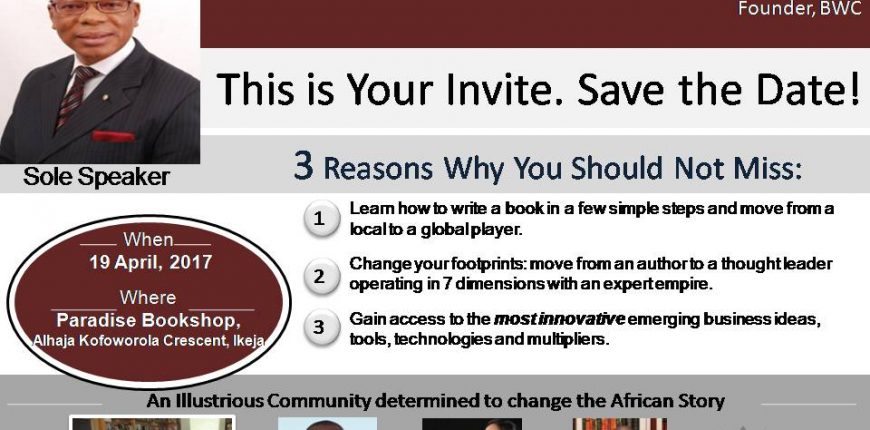 Founder, BWC
This is Your Invite. Save the Date!
Sole Speaker
3 Reasons Why You Should Not Miss:
1 Learn how to write a book in a few simple steps and move from a
local to a global player.
2 Change your footprints: move from an author to a thought leader
operating in 7 dimensions with an expert empire.
3 Gain access to the most innovative emerging business ideas,
tools, technologies and multipliers.
When
19 April, 2017
Where
Paradise Bookshop,
Alhaja Kofoworola Crescent, Ikeja
An Illustrious Community determined to change the African Story